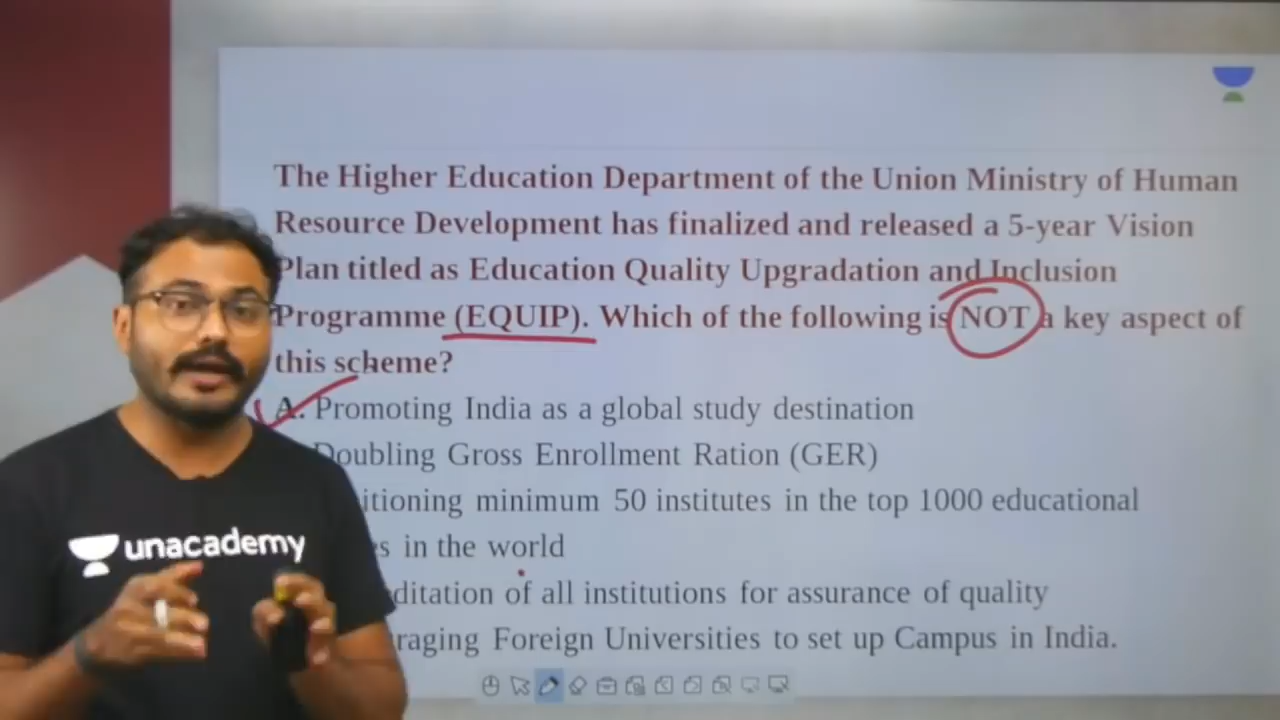 The Higher Education Department of the Union Ministry of Human
Resource Development has finalized and released a 5-year Vision
Plan titled as Education Quality Upgradation and Inclusion
Programme (EQUIP). Which of the following is NOT a key aspect of
this scheme?
A. Promoting India as a global study destination
Doubling Gross Enrollment Ration (GER)
minimum 50 institutes in the top 1000 educational
in the world
of all institutions for assurance of quality
Foreign Universities to set up Campus in India.
unacademy